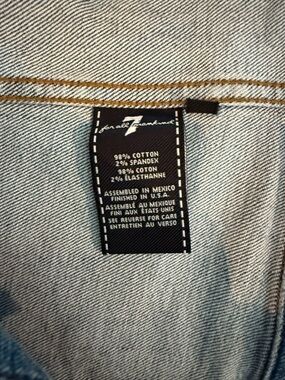 7
for all mankind
98% COTTON
2% SPANDEX
98% COTON
2% ÉLASTHANNE
ASSEMBLED IN MEXICO
FINISHED IN U.S.A.
ASSEMBLÉ AU MEXIQUE
FINI AUX ÉTATS UNIS
SEE REVERSE FOR CARE
ENTRETIEN AU VERSO